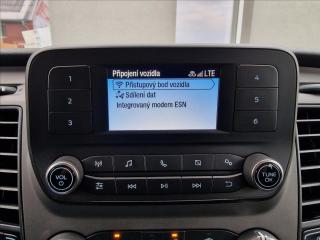 Připojení vozidla LTE
Přístupový bod vozidla
Sdílení dat
Integrovaný modem ESN
1
2
3
4
5
6
VOL
TUNE